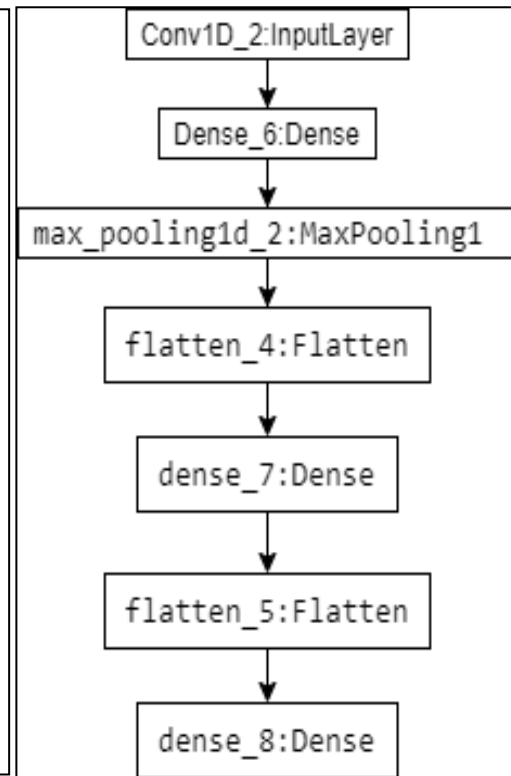 Conv1D_2:InputLayer
Dense_6:Dense
max_pooling1d_2:MaxPooling1
flatten_4:Flatten
dense_7:Dense
flatten_5:Flatten
dense_8:Dense